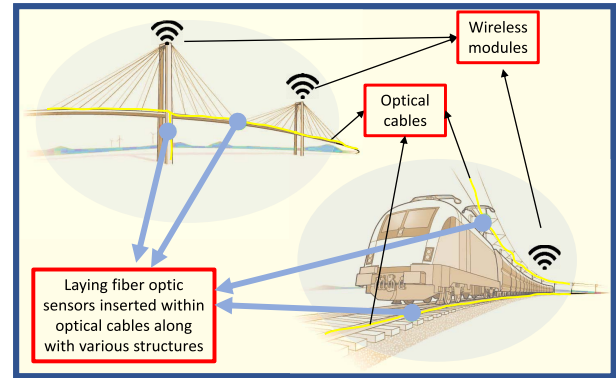 Wireless
modules
Optical
cables
Laying fiber optic
sensors inserted within
optical cables along
with various structures